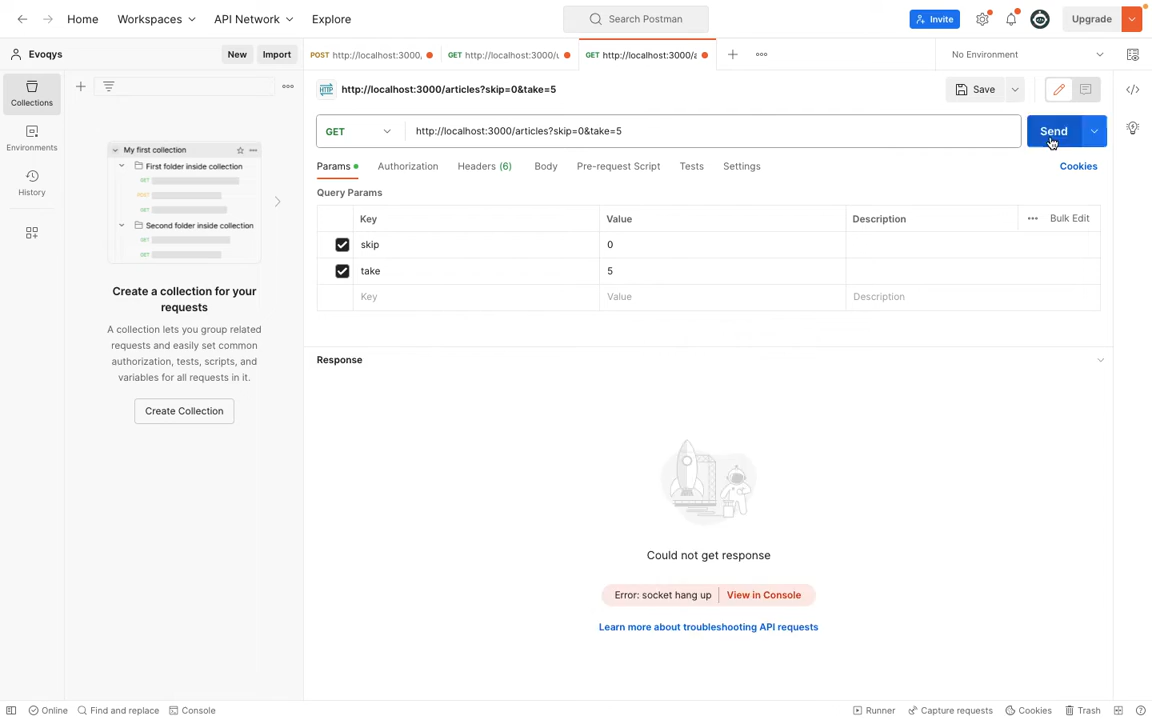 Home
Workspaces
API Network
Explore
Search Postman
Invite
Upgrade
Evoqys
New
Import
POST http://localhost:3000,
GET http://localhost:3000/u
GET http://localhost:3000/a
No Environment
Collections
Environments
History
My first collection
First folder inside collection
GET
POST
GET
Second folder inside collection
GET
GET
Create a collection for your
requests
A collection lets you group related
requests and easily set common
authorization, tests, scripts, and
variables for all requests in it.
Create Collection
HTTP
http://localhost:3000/articles?skip=0&take=5
Save
GET
http://localhost:3000/articles?skip=0&take=5
Send
Params
Authorization
Headers (6)
Body
Pre-request Script
Tests
Settings
Cookies
Query Params
Key
Value
Description
Bulk Edit
skip
0
take
5
Key
Value
Description
Response
Could not get response
Error: socket hang up
View in Console
Learn more about troubleshooting API requests
Online
Find and replace
Console
Runner
Capture requests
Cookies
Trash